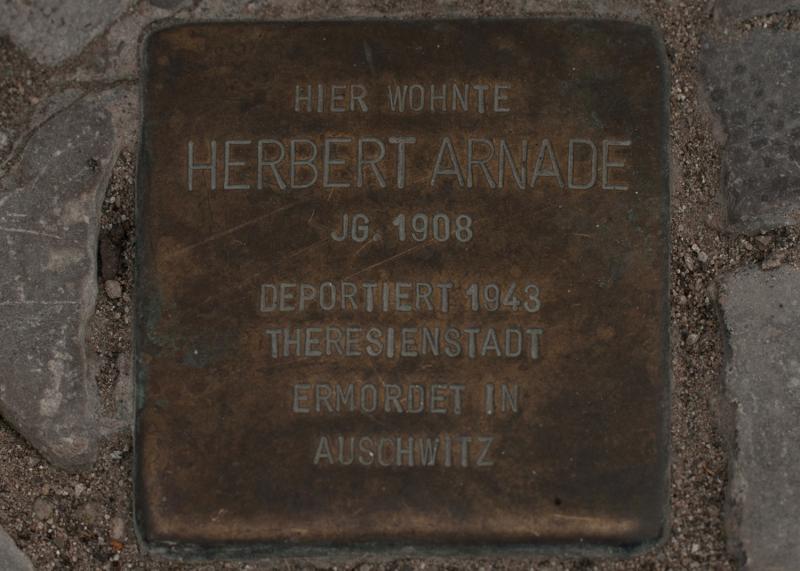 HIER WOHNTE
HERBERT ARNADE
JG. 1908
DEPORTIERT 1943
THERESIENSTADT
ERMORDET IN
AUSCHWITZ